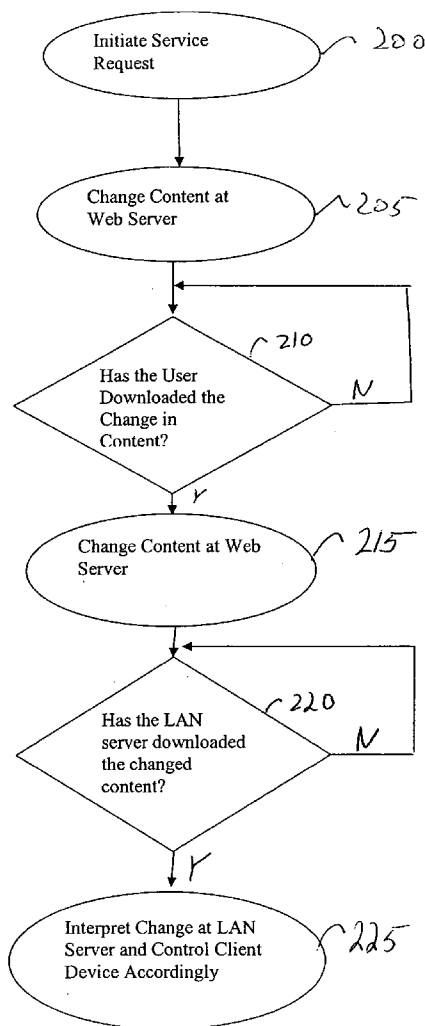 Initiate Service
Request
200
Change Content at
Web Server
205
210
Has the User
Downloaded the
Change in
Content?
N
Y
Change Content at Web
Server
215
220
Has the LAN
server downloaded
the changed
content?
N
Y
Interpret Change at LAN
Server and Control Client
Device Accordingly
225